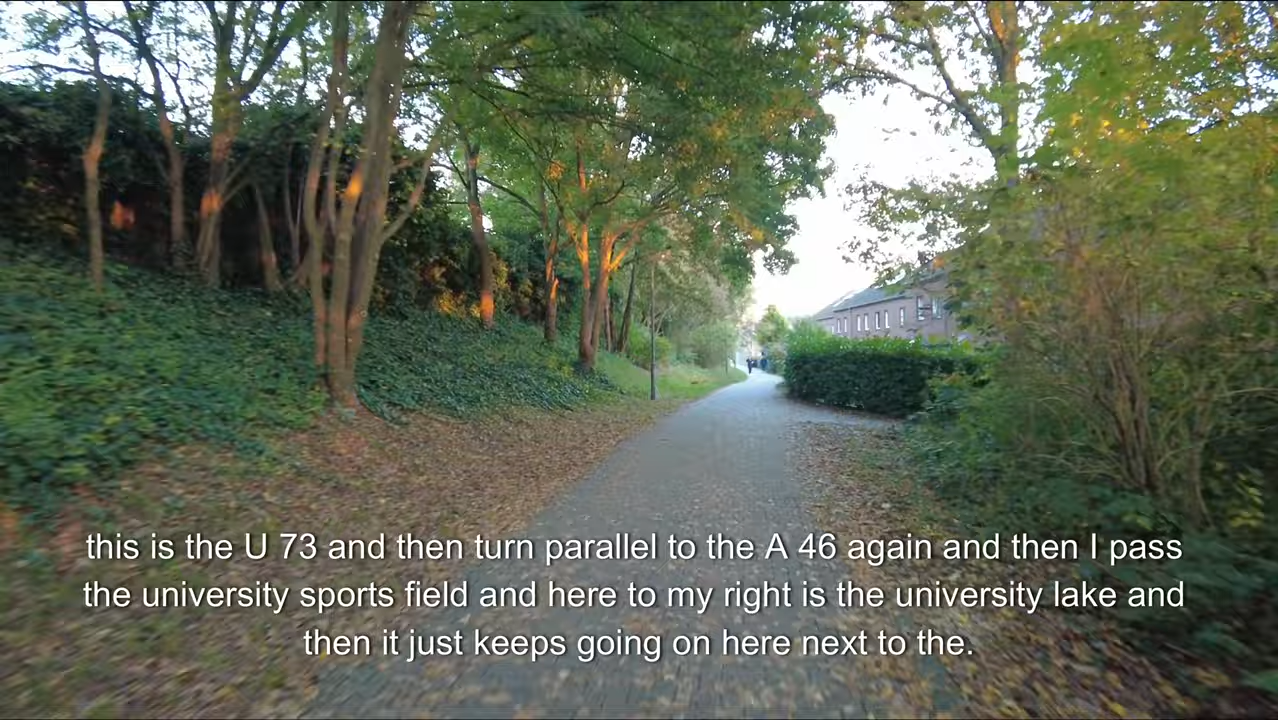 this is the U 73 and then turn parallel to the A 46 again and then I pass
the university sports field and here to my right is the university lake and
then it just keeps going on here next to the.